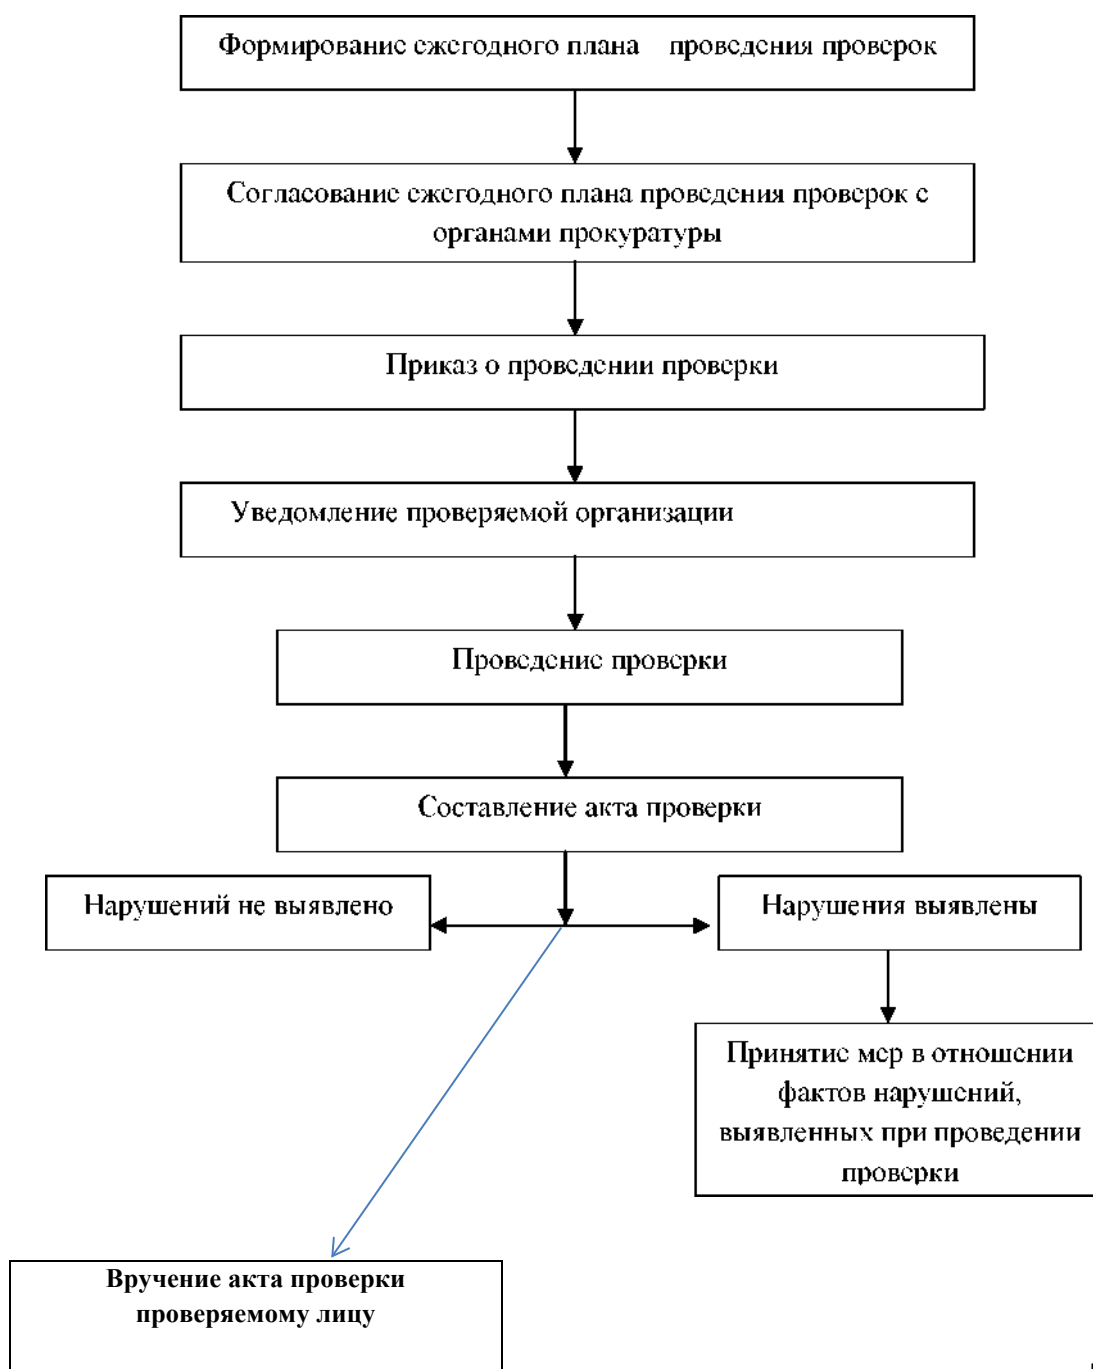 Формирование ежегодного плана проведения проверок
Согласование ежегодного плана проведения проверок с
органами прокуратуры
Приказ о проведении проверки
Уведомление проверяемой организации
Проведение проверки
Составление акта проверки
Нарушений не выявлено
Нарушения выявлены
Принятие мер в отношении
фактов нарушений,
выявленных при проведении
проверки
Вручение акта проверки
проверяемому лицу